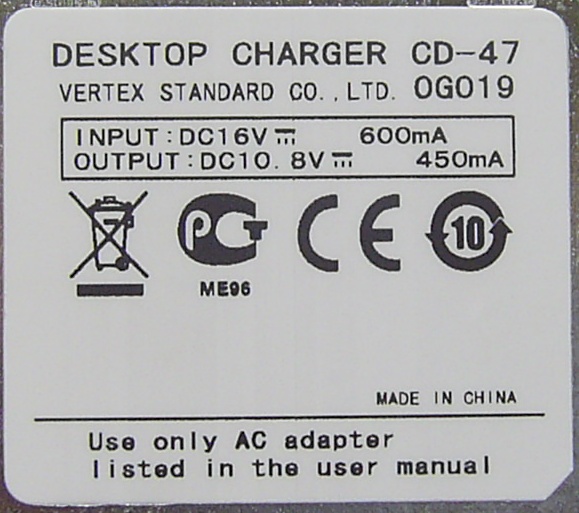 DESKTOP CHARGER CD-47
VERTEX STANDARD CO.,LTD. 0G019
INPUT:DC16V⎓ 600mA
OUTPUT:DC10.8V⎓ 450mA
PCT CE 10
ME96
MADE IN CHINA
Use only AC adapter
listed in the user manual